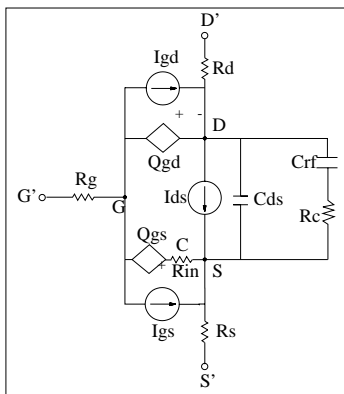 D'
Igd
Rd
+ -
D
Qgd
Crf
Rg
G'
G
Ids
Cds
Rc
Qgs
C
+
Rin
S
Igs
Rs
S'